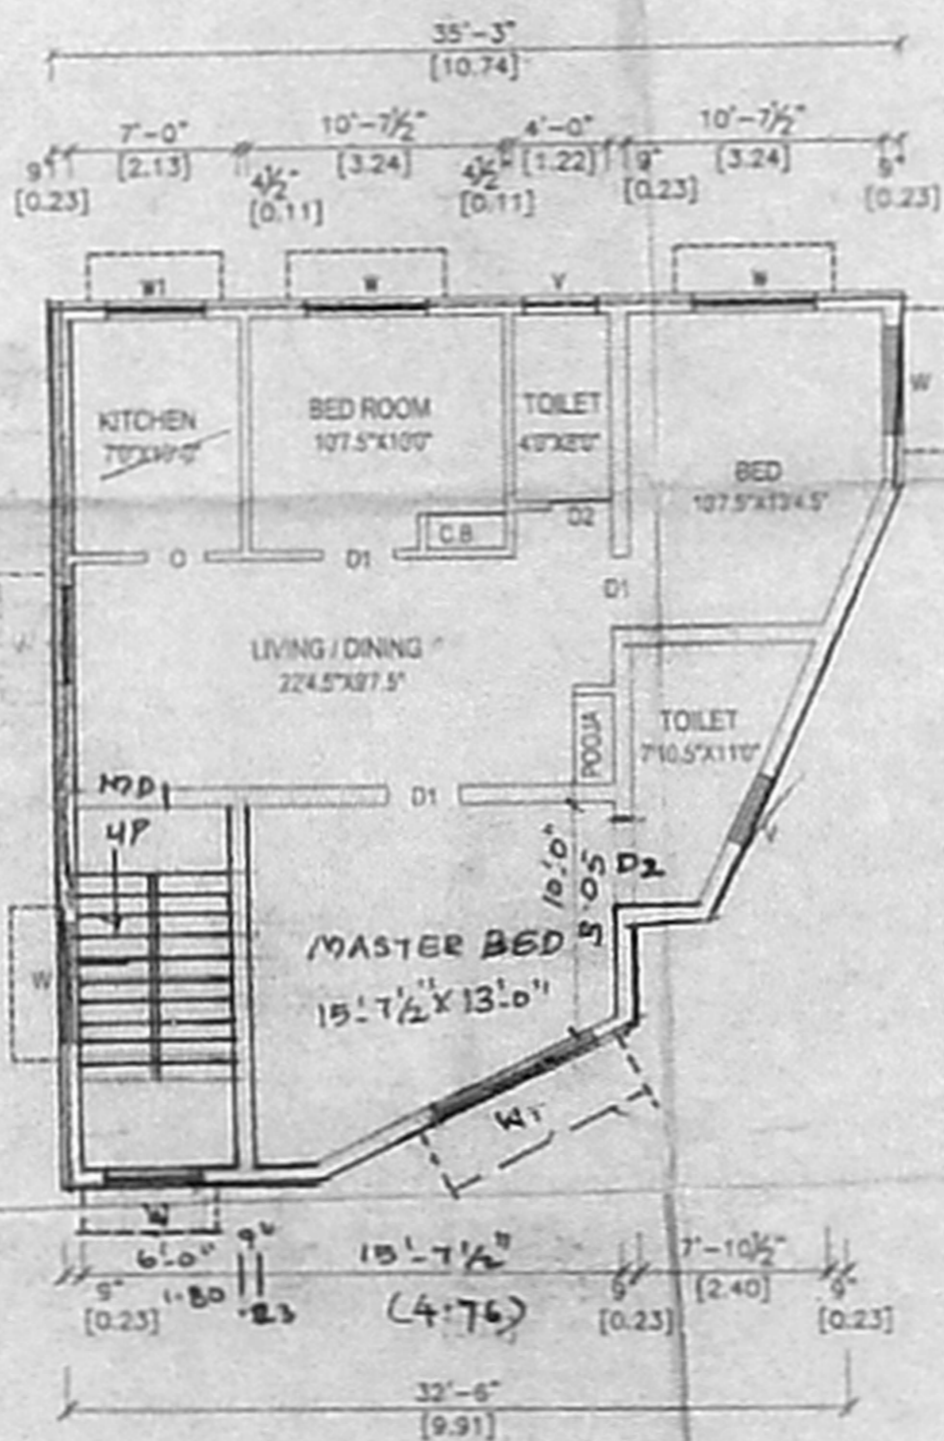 35'-3"
[10.74]
7'-0" 10'-7½" 4'-0" 10'-7½"
[2.13] [3.24] [1.22] [3.24]
9" 4½" 4½" 9" 9"
[0.23] [0.11] [0.11] [0.23] [0.23]
W1 W V W
W
KITCHEN
BED ROOM
10'7.5"X10'0"
TOILET
4'0"X8'0"
BED
10'7.5"X13'4.5"
C.B.
D2
O D1
D1
LIVING / DINING
22'4.5"X9'7.5"
POOJA
TOILET
7'10.5"X11'0"
MD
D1
UP
10'-0"
D2
MASTER BED
15'-7½" X 13'-0"
W
W1
W
6'-0" 9" 15'-7½" 7'-10½"
9" 1.80 .23 (4.76) 9" [2.40] 9"
[0.23] [0.23] [0.23]
32'-6"
[9.91]